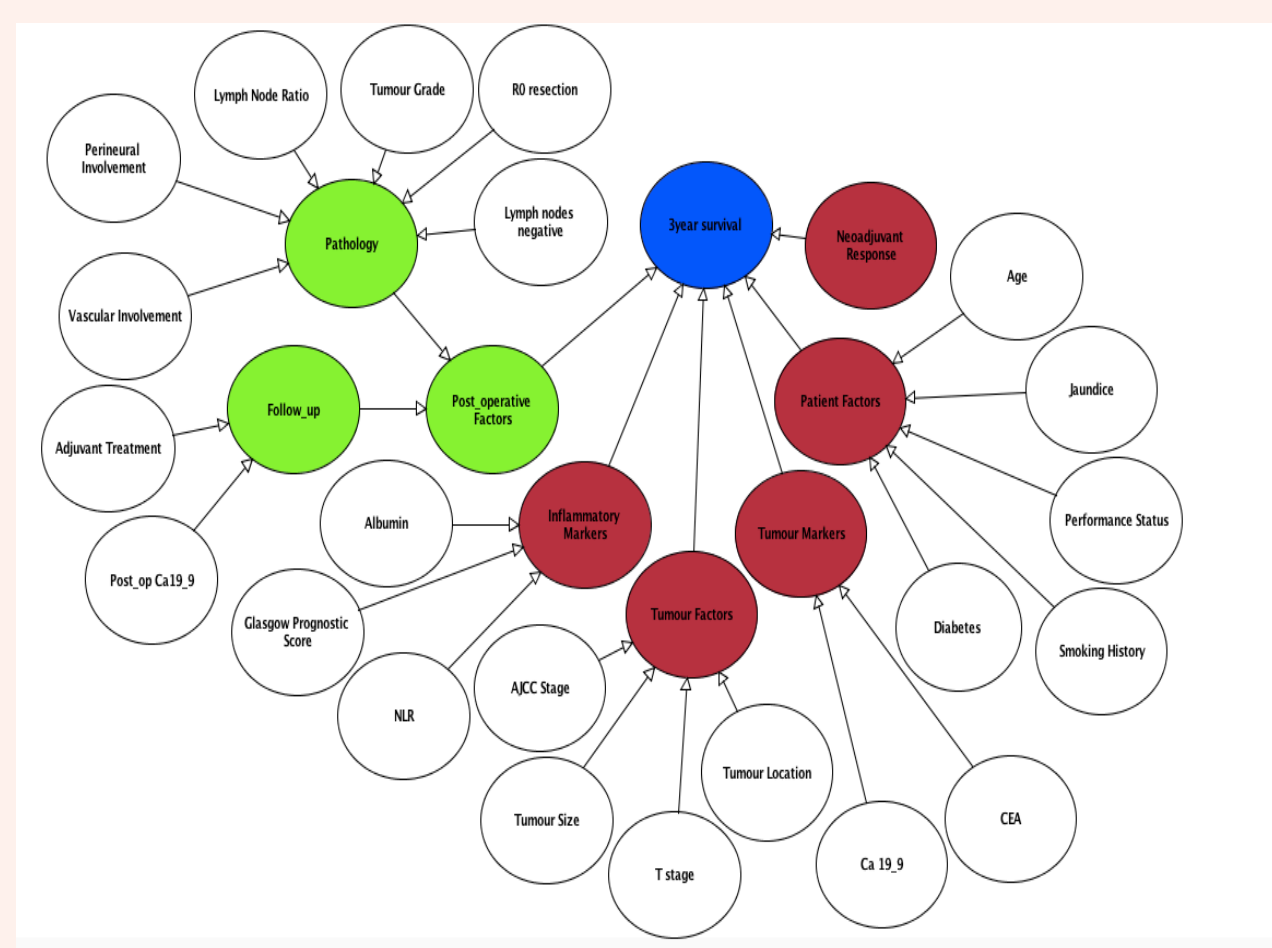 Lymph Node Ratio
Tumour Grade
R0 resection
Perineural
Involvement
Lymph nodes
negative
3year survival
Neoadjuvant
Response
Pathology
Age
Vascular Involvement
Jaundice
Follow_up
Post_operative
Factors
Patient Factors
Adjuvant Treatment
Albumin
Inflammatory
Markers
Tumour Markers
Performance Status
Post_op Ca19_9
Glasgow Prognostic
Score
Tumour Factors
Diabetes
Smoking History
AJCC Stage
NLR
Tumour Location
Tumour Size
CEA
T stage
Ca 19_9